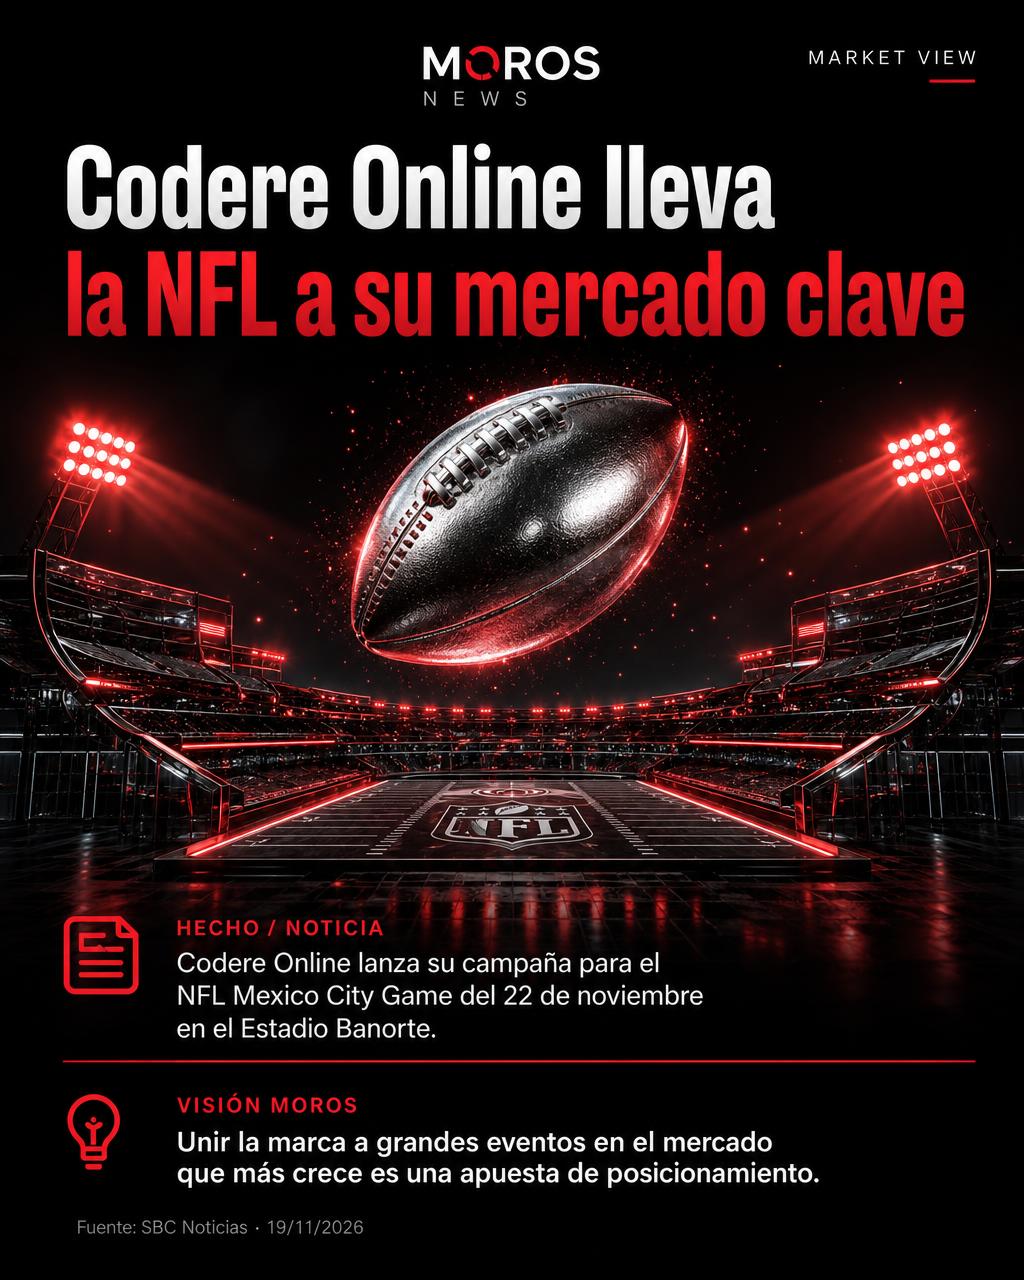 MOROS
NEWS
MARKET VIEW
Codere Online lleva
la NFL a su mercado clave
NFL
HECHO / NOTICIA
Codere Online lanza su campaña para el
NFL Mexico City Game del 22 de noviembre
en el Estadio Banorte.
VISIÓN MOROS
Unir la marca a grandes eventos en el mercado
que más crece es una apuesta de posicionamiento.
Fuente: SBC Noticias · 19/11/2026